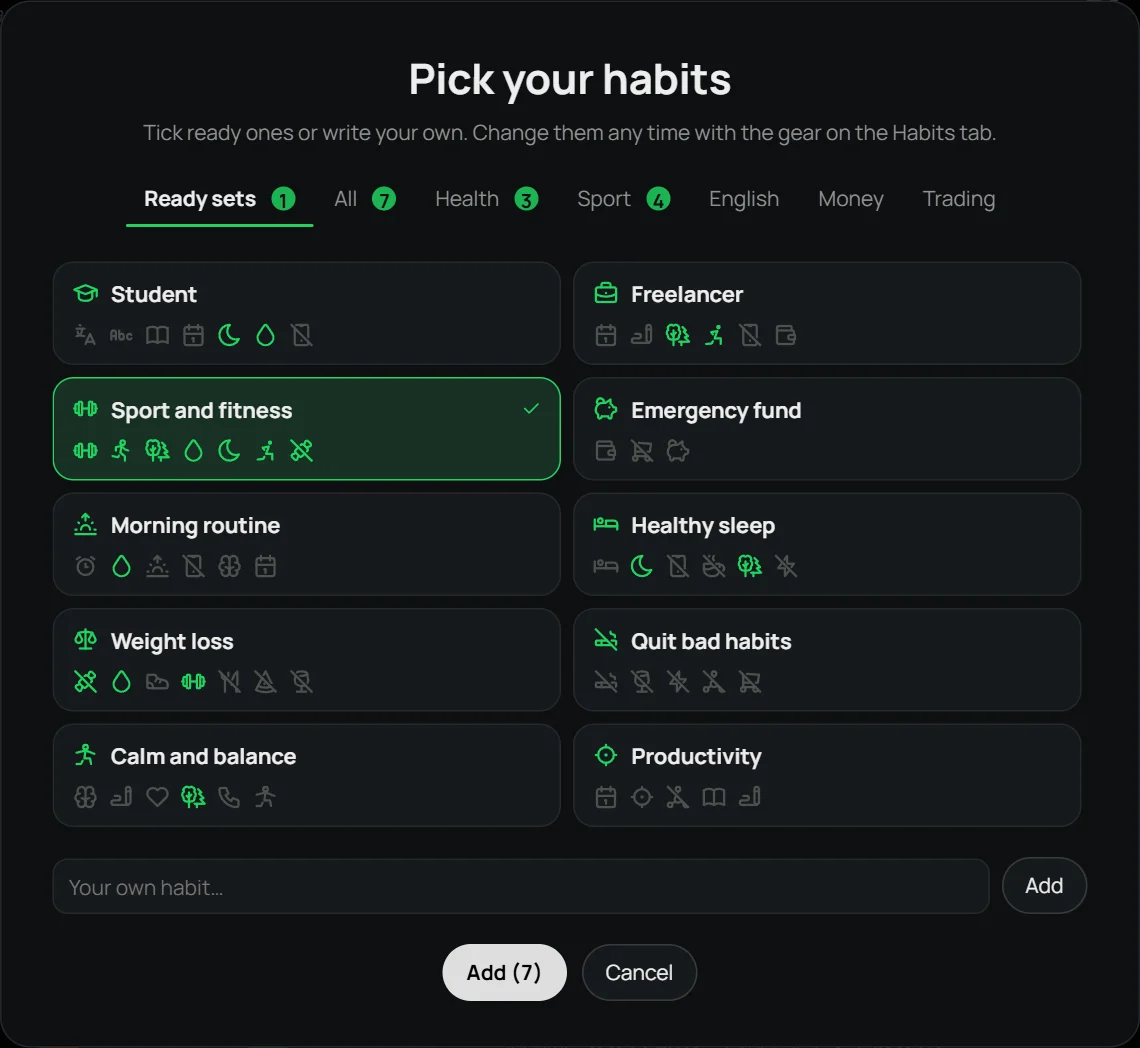 Pick your habits
Tick ready ones or write your own. Change them any time with the gear on the Habits tab.
Ready sets 1 All 7 Health 3 Sport 4 English Money Trading
Student
Abc
Freelancer
Sport and fitness
Emergency fund
Morning routine
Healthy sleep
Weight loss
Quit bad habits
Calm and balance
Productivity
Your own habit…
Add
Add (7)
Cancel